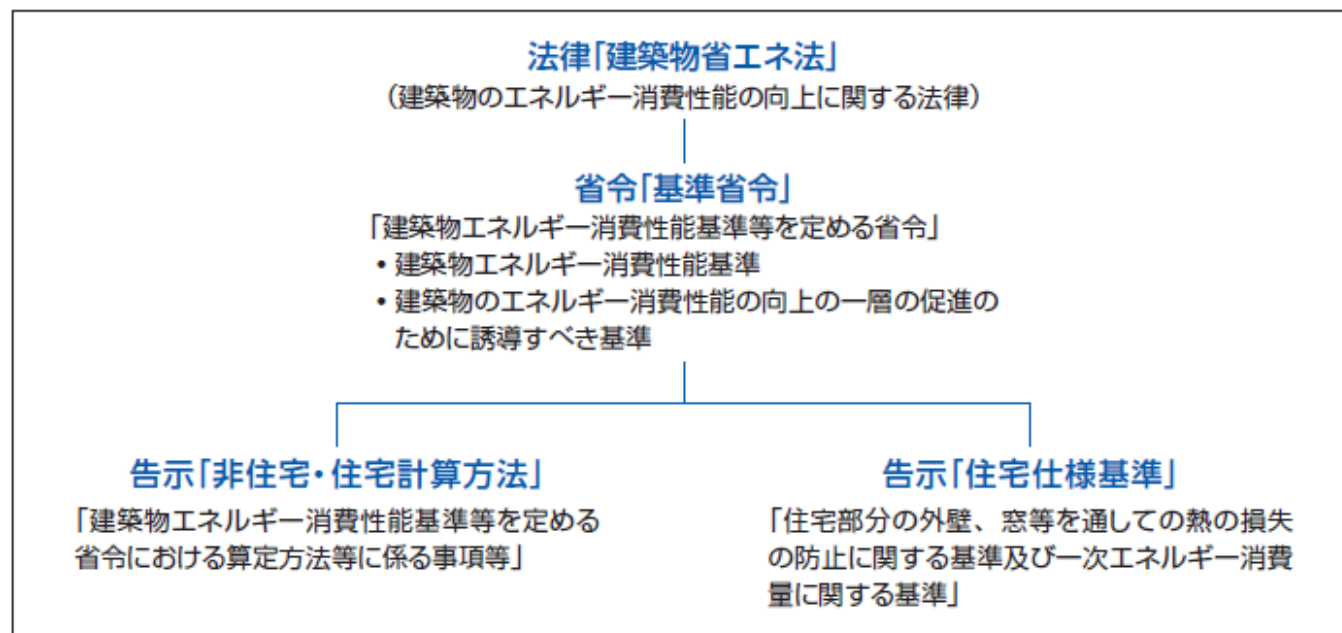 法律「建築物省エネ法」
(建築物のエネルギー消費性能の向上に関する法律)
省令「基準省令」
「建築物エネルギー消費性能基準等を定める省令」
• 建築物エネルギー消費性能基準
• 建築物のエネルギー消費性能の向上の一層の促進の
ために誘導すべき基準
告示「非住宅・住宅計算方法」
「建築物エネルギー消費性能基準等を定める
省令における算定方法等に係る事項等」
告示「住宅仕様基準」
「住宅部分の外壁、窓等を通しての熱の損失
の防止に関する基準及び一次エネルギー消費
量に関する基準」